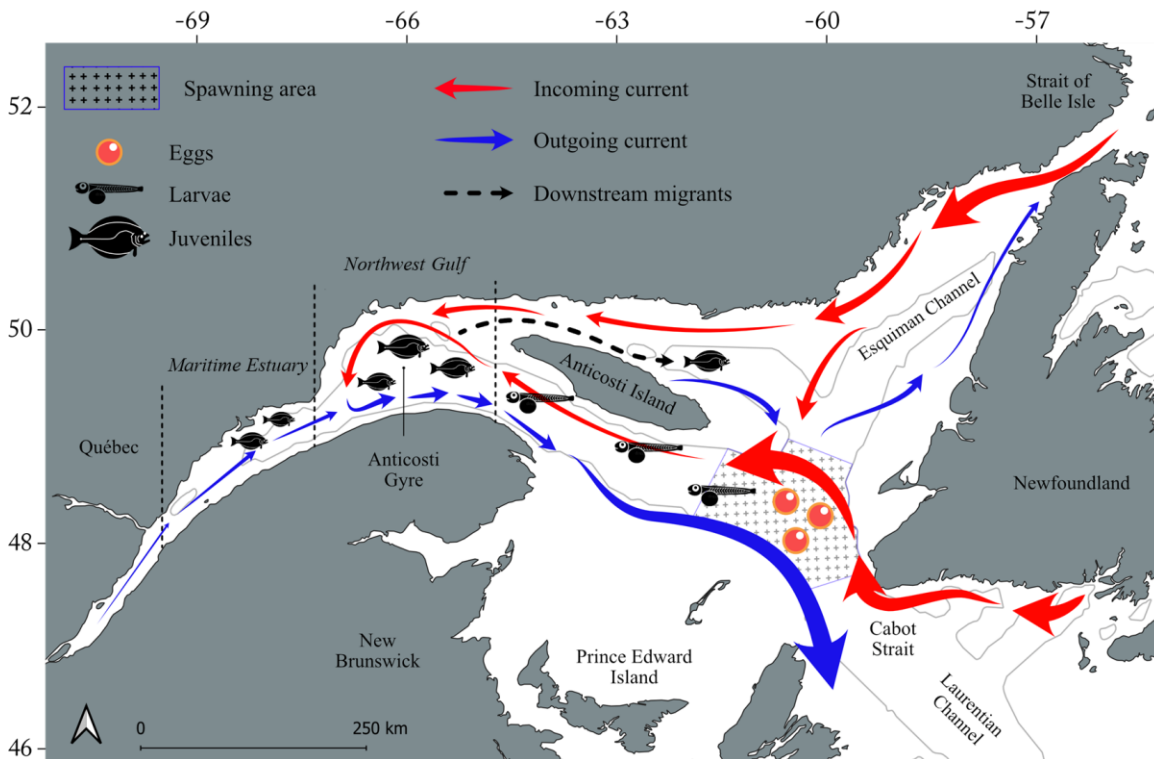 -69 -66 -63 -60 -57
52
50
48
46
Spawning area
Eggs
Larvae
Juveniles
Incoming current
Outgoing current
Downstream migrants
Strait of
Belle Isle
Northwest Gulf
Maritime Estuary
Esquiman Channel
Anticosti Island
Québec
Anticosti
Gyre
Newfoundland
New
Brunswick
Prince Edward
Island
Cabot
Strait
Laurentian
Channel
0 250 km